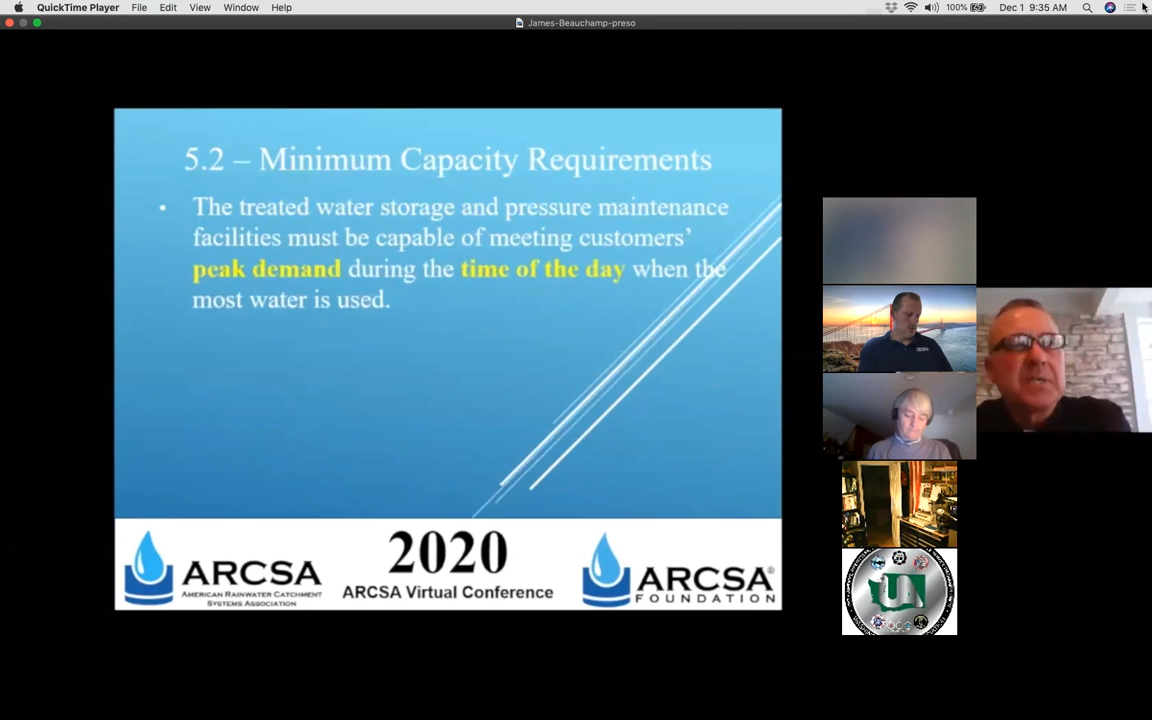 QuickTime Player File Edit View Window Help 100% Dec 1 9:35 AM
James-Beauchamp-preso
5.2 – Minimum Capacity Requirements
• The treated water storage and pressure maintenance
facilities must be capable of meeting customers’
peak demand during the time of the day when the
most water is used.
2020
ARCSA Virtual Conference
ARCSA
AMERICAN RAINWATER CATCHMENT
SYSTEMS ASSOCIATION
ARCSA®
FOUNDATION
ARCSA